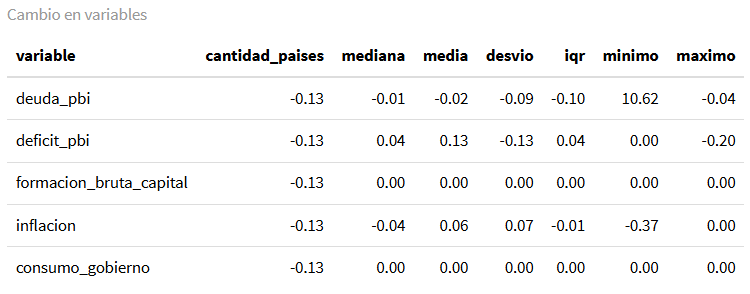 Cambio en variables
variable cantidad_paises mediana media desvio iqr minimo maximo
deuda_pbi -0.13 -0.01 -0.02 -0.09 -0.10 10.62 -0.04
deficit_pbi -0.13 0.04 0.13 -0.13 0.04 0.00 -0.20
formacion_bruta_capital -0.13 0.00 0.00 0.00 0.00 0.00 0.00
inflacion -0.13 -0.04 0.06 0.07 -0.01 -0.37 0.00
consumo_gobierno -0.13 0.00 0.00 0.00 0.00 0.00 0.00